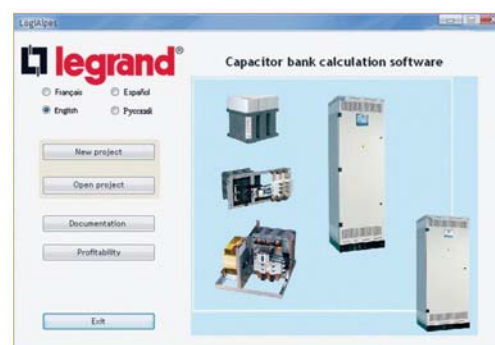 LogiAlpes
legrand®
Capacitor bank calculation software
Français
Español
English
Русский
New project
Open project
Documentation
Profitability
Exit